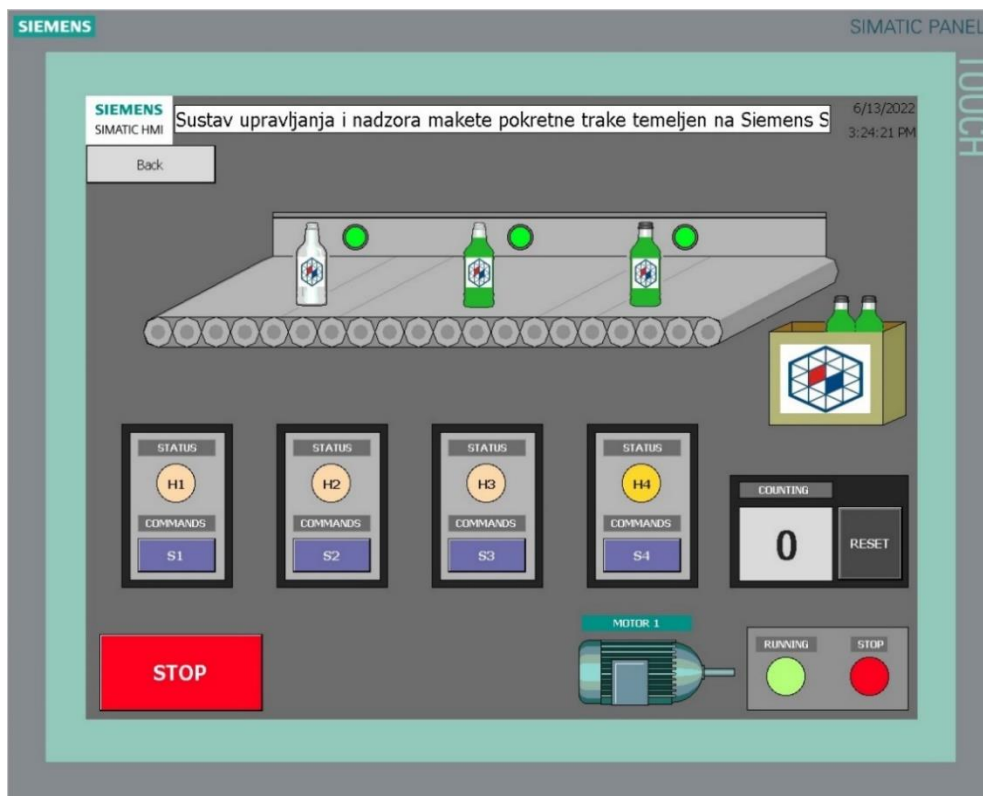 SIEMENS
SIMATIC PANEL
TOUCH
SIEMENS
SIMATIC HMI
Sustav upravljanja i nadzora makete pokretne trake temeljen na Siemens S
6/13/2022
3:24:21 PM
Back
STATUS
H1
COMMANDS
S1
STATUS
H2
COMMANDS
S2
STATUS
H3
COMMANDS
S3
STATUS
H4
COMMANDS
S4
COUNTING
0
RESET
STOP
MOTOR 1
RUNNING
STOP